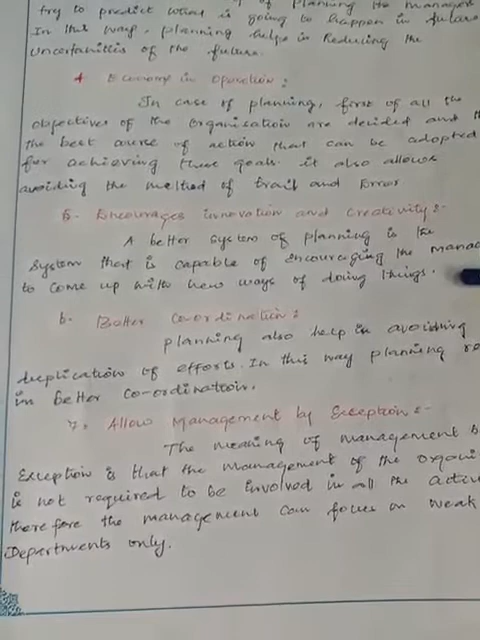 try to predict what is going to happen in future
In this way, planning helps in Reducing the
Uncertainities of the future.
4. Economy in Operation:
In case of planning, first of all the
objectives of the Organisation are decided and
the best course of action that can be adopted
for achieving these goals. it also allows
avoiding the method of trail and Error
5. Encourages innovation and Creativity:-
A better system of planning is the
system that is capable of encouraging the
to come up with new ways of doing things.
6. Better Co-ordination:
planning also help in avoiding
duplication of efforts. In this way planning
in better co-ordination.
7. Allow Management by Exception:-
The meaning of management
Exception is that the management of the
is not required to be involved in all the
therefore the management can focus on weak
Departments only.